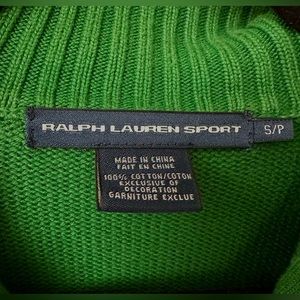 RALPH LAUREN SPORT
S/P
MADE IN CHINA
FAIT EN CHINE
100% COTTON/COTON
EXCLUSIVE OF
DECORATION
GARNITURE EXCLUE